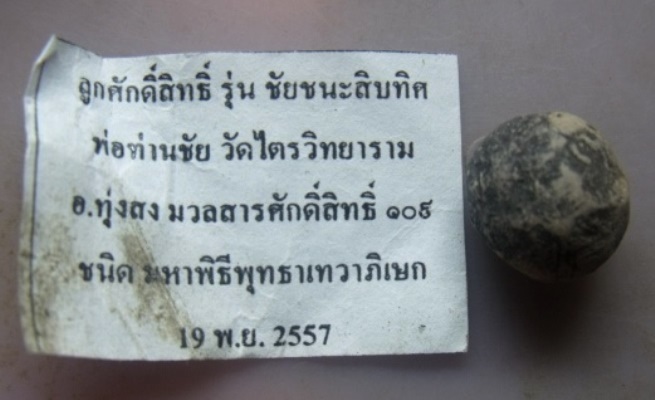 ลูกศักดิ์สิทธิ์ รุ่น ชัยชนะสิบทิศ
พ่อท่านชัย วัดไตรวิทยาราม
อ.ทุ่งสง มวลสารศักดิ์สิทธิ์ ๑๐๙
ชนิด มหาพิธีพุทธาเทวาภิเษก
19 พ.ย. 2557